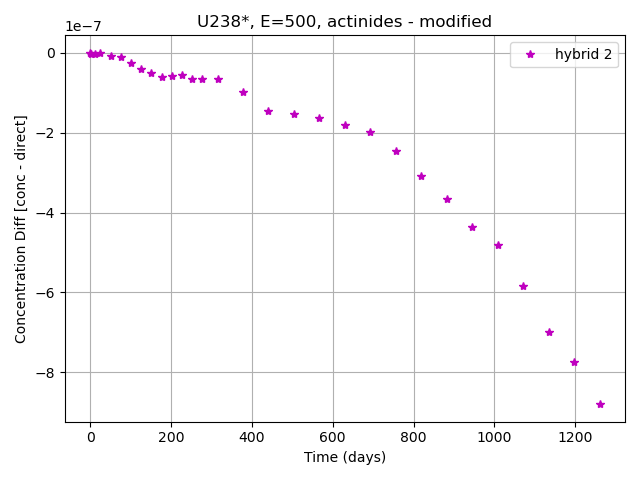 U238*, E=500, actinides - modified
1e−7
hybrid 2
0
−2
−4
−6
−8
Concentration Diff [conc - direct]
0 200 400 600 800 1000 1200
Time (days)